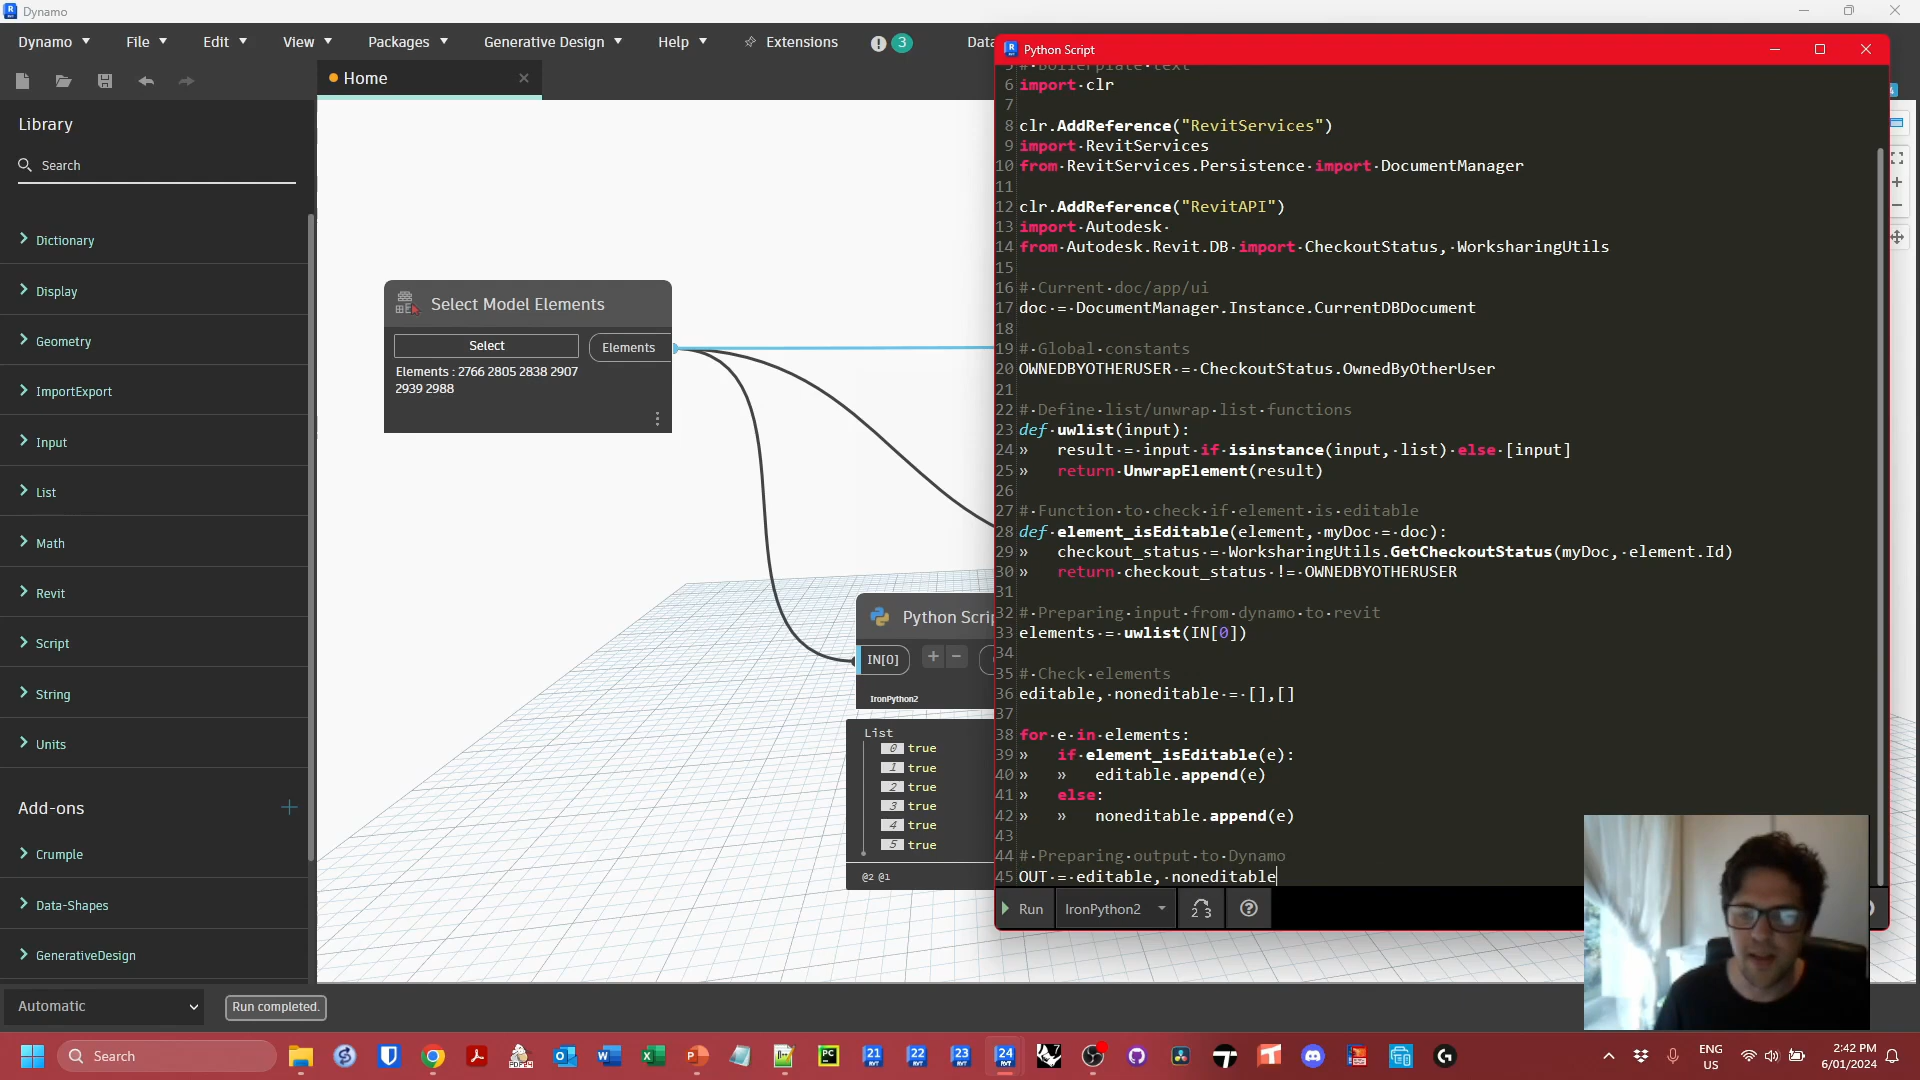 Dynamo
Dynamo
File
Edit
View
Packages
Generative Design
Help
Extensions
3
Home
Library
Search
Dictionary
Display
Geometry
ImportExport
Input
List
Math
Revit
Script
String
Units
Add-ons
Crumple
Data-Shapes
GenerativeDesign
Automatic
Run completed.
Select Model Elements
Select
Elements
Elements : 2766 2805 2838 2907
2939 2988
IN[0]
+
-
IronPython2
List
0 true
1 true
2 true
3 true
4 true
5 true
@2 @1
Python Script
5 # Boilerplate text
6 import clr
7
8 clr.AddReference("RevitServices")
9 import RevitServices
10 from RevitServices.Persistence import DocumentManager
11
12 clr.AddReference("RevitAPI")
13 import Autodesk
14 from Autodesk.Revit.DB import CheckoutStatus, WorksharingUtils
15
16 # Current doc/app/ui
17 doc = DocumentManager.Instance.CurrentDBDocument
18
19 # Global constants
20 OWNEDBYOTHERUSER = CheckoutStatus.OwnedByOtherUser
21
22 # Define list/unwrap list functions
23 def uwlist(input):
24 » result = input if isinstance(input, list) else [input]
25 » return UnwrapElement(result)
26
27 # Function to check if element is editable
28 def element_isEditable(element, myDoc = doc):
29 » checkout_status = WorksharingUtils.GetCheckoutStatus(myDoc, element.Id)
30 » return checkout_status != OWNEDBYOTHERUSER
31
32 # Preparing input from dynamo to revit
33 elements = uwlist(IN[0])
34
35 # Check elements
36 editable, noneditable = [],[]
37
38 for e in elements:
39 » if element_isEditable(e):
40 » » editable.append(e)
41 » else:
42 » » noneditable.append(e)
43
44 # Preparing output to Dynamo
45 OUT = editable, noneditable
Run
IronPython2
2 3
Search
21
22
23
24
ENG
US
2:42 PM
6/01/2024